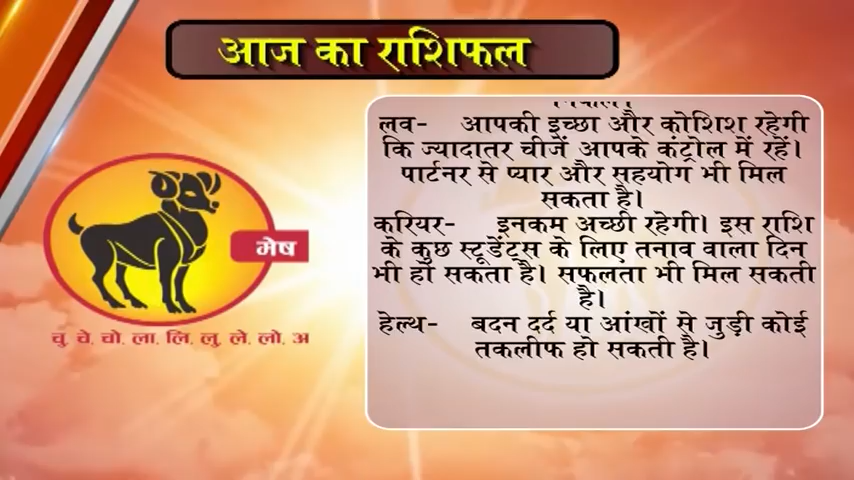 आज का राशिफल
लव- आपकी इच्छा और कोशिश रहेगी
कि ज्यादातर चीजें आपके कंट्रोल में रहें।
पार्टनर से प्यार और सहयोग भी मिल
सकता है।
करियर- इनकम अच्छी रहेगी। इस राशि
के कुछ स्टूडेंट्स के लिए तनाव वाला दिन
भी हो सकता है। सफलता भी मिल सकती
है।
हेल्थ- बदन दर्द या आंखों से जुड़ी कोई
तकलीफ हो सकती है।
मेष
चु, चे, चो, ला, लि, लु, ले, लो, अ